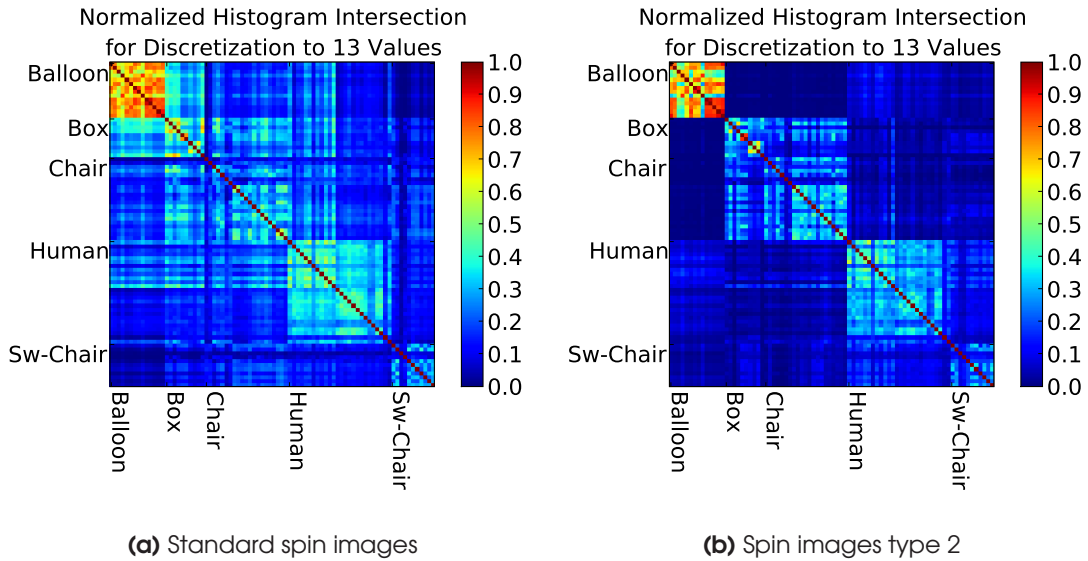 Normalized Histogram Intersection
for Discretization to 13 Values
Balloon
Box
Chair
Human
Sw-Chair
Balloon
Box
Chair
Human
Sw-Chair
1.0
0.9
0.8
0.7
0.6
0.5
0.4
0.3
0.2
0.1
0.0
(a) Standard spin images
Normalized Histogram Intersection
for Discretization to 13 Values
Balloon
Box
Chair
Human
Sw-Chair
Balloon
Box
Chair
Human
Sw-Chair
1.0
0.9
0.8
0.7
0.6
0.5
0.4
0.3
0.2
0.1
0.0
(b) Spin images type 2